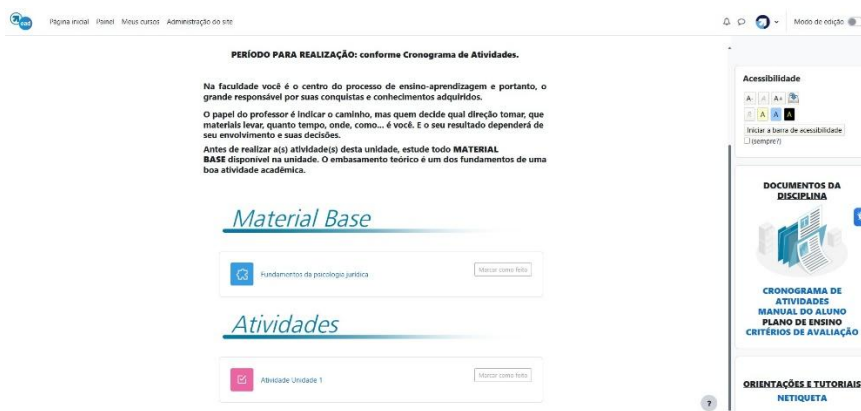 ead
Página inicial Painel Meus cursos Administração do site
Modo de edição
PERÍODO PARA REALIZAÇÃO: conforme Cronograma de Atividades.
Na faculdade você é o centro do processo de ensino-aprendizagem e portanto, o
grande responsável por suas conquistas e conhecimentos adquiridos.
O papel do professor é indicar o caminho, mas quem decide qual direção tomar, que
materiais levar, quanto tempo, onde, como... é você. E o seu resultado dependerá de
seu envolvimento e suas decisões.
Antes de realizar a(s) atividade(s) desta unidade, estude todo MATERIAL
BASE disponível na unidade. O embasamento teórico é um dos fundamentos de uma
boa atividade acadêmica.
Material Base
Fundamentos da psicologia jurídica
Marcar como feito
Atividades
Atividade Unidade 1
Marcar como feito
?
Acessibilidade
A- A A+
A A A
Iniciar a barra de acessibilidade
(sempre?)
DOCUMENTOS DA
DISCIPLINA
CRONOGRAMA DE
ATIVIDADES
MANUAL DO ALUNO
PLANO DE ENSINO
CRITÉRIOS DE AVALIAÇÃO
ORIENTAÇÕES E TUTORIAIS
NETIQUETA